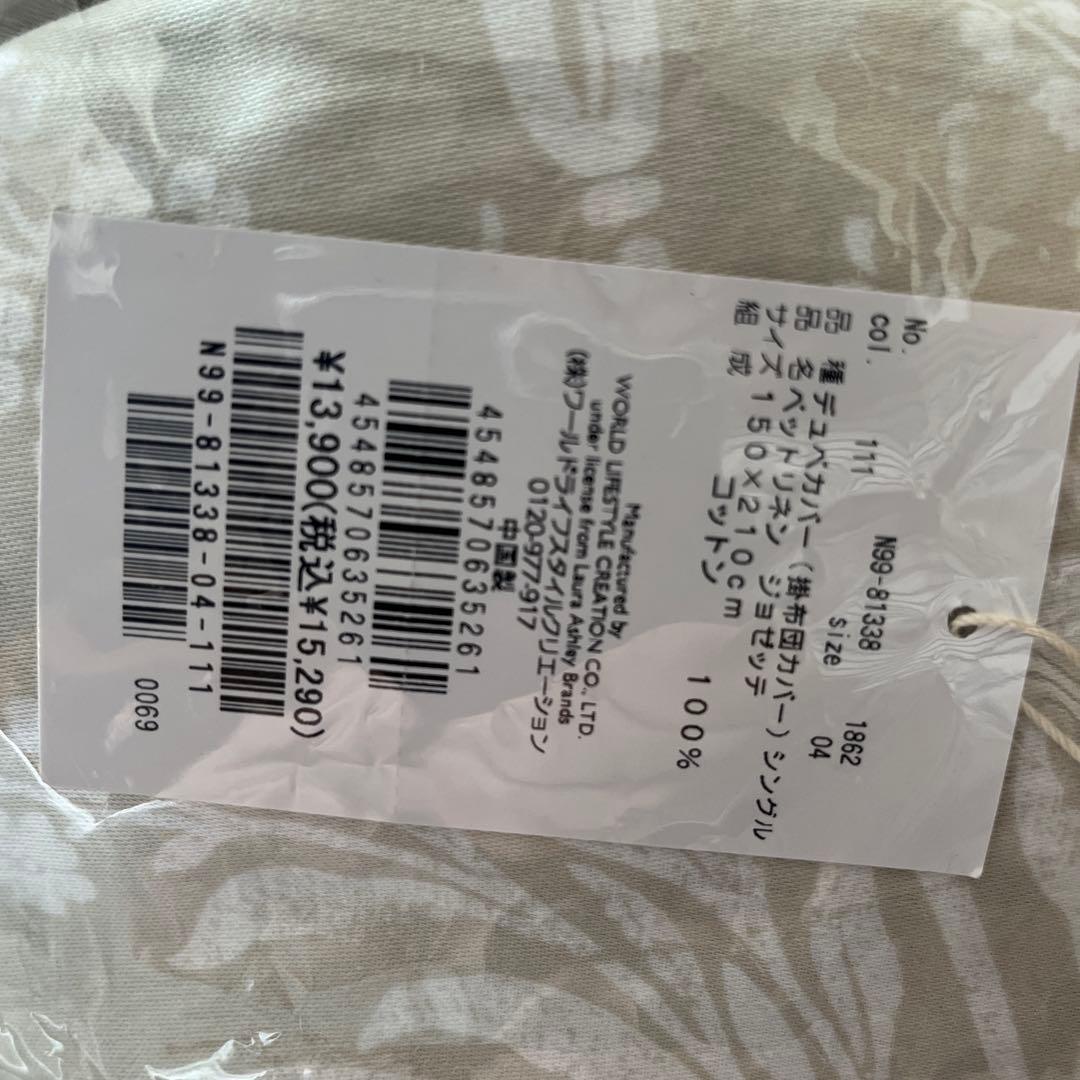 No. N99-81338 1862
col. 111 size 04
品 種 デュベカバー（掛布団カバー）シングル
品 名 ベットリネン ジョゼッテ
サイズ 150×210cm
組 成 コットン 100%
Manufactured by
WORLD LIFESTYLE CREATION CO., LTD.
under license from Laura Ashley Brands
(株)ワールドライフスタイルクリエーション
0120-977-917
中国製
4548570635261
4548570635261
¥13,900(税込¥15,290)
N99-81338-04-111
0069